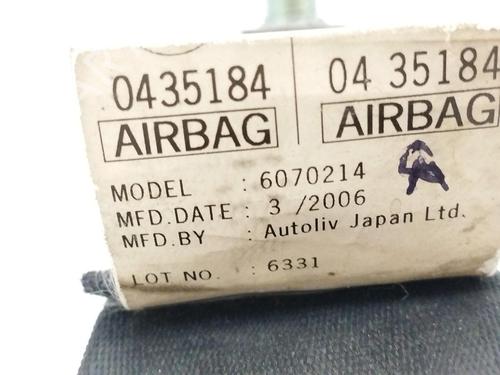 0435184 04 35184
AIRBAG AIRBAG
MODEL : 6070214
MFD.DATE : 3 /2006
MFD.BY : Autoliv Japan Ltd.
LOT NO. : 6331